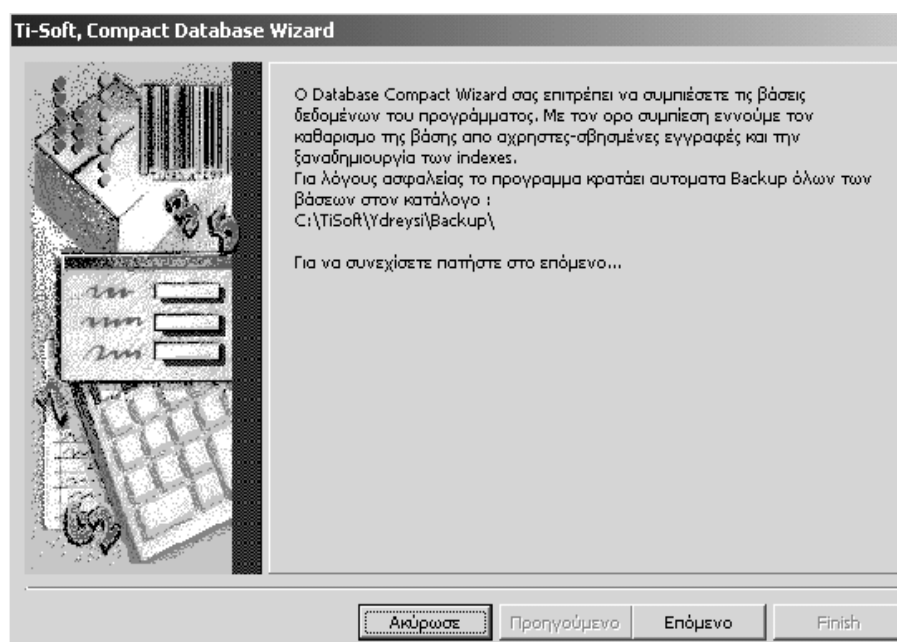 Ti-Soft, Compact Database Wizard
Ο Database Compact Wizard σας επιτρέπει να συμπιέσετε τις βάσεις
δεδομένων του προγράμματος. Με τον ορο συμπίεση εννούμε τον
καθαρισμο της βάσης απο αχρηστες-σβησμένες εγγραφές και την
ξαναδημιουργία των indexes.
Για λόγους ασφαλείας το προγραμμα κρατάει αυτοματα Backup όλων των
βάσεων στον κατάλογο :
C:\TiSoft\Ydreysi\Backup\
Για να συνεχίσετε πατήστε στο επόμενο...
Ακύρωσε Προηγούμενο Επόμενο Finish